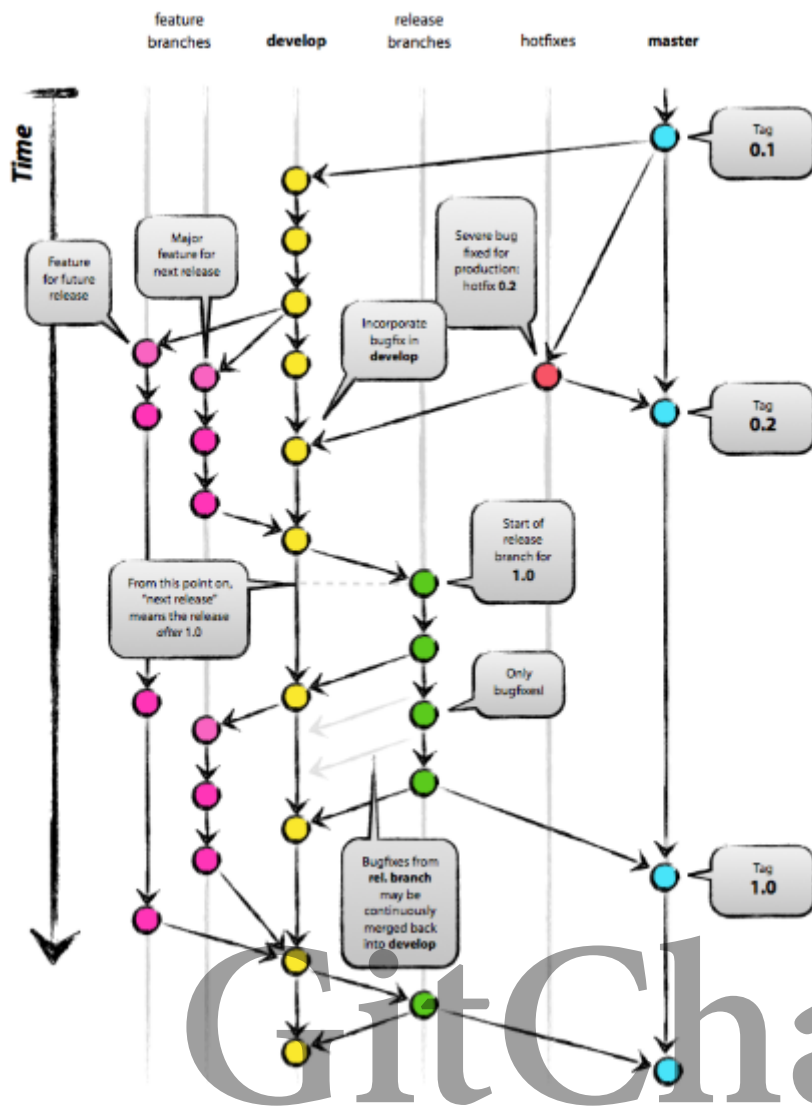 feature
branches
develop
release
branches
hotfixes
master
Time
Tag
0.1
Major
feature for
next release
Feature
for future
release
Severe bug
fixed for
production:
hotfix 0.2
Incorporate
bugfix in
develop
Tag
0.2
Start of
release
branch for
1.0
From this point on,
"next release"
means the release
after 1.0
Only
bugfixes!
Bugfixes from
rel. branch
may be
continuously
merged back
into develop
Tag
1.0
GitCha